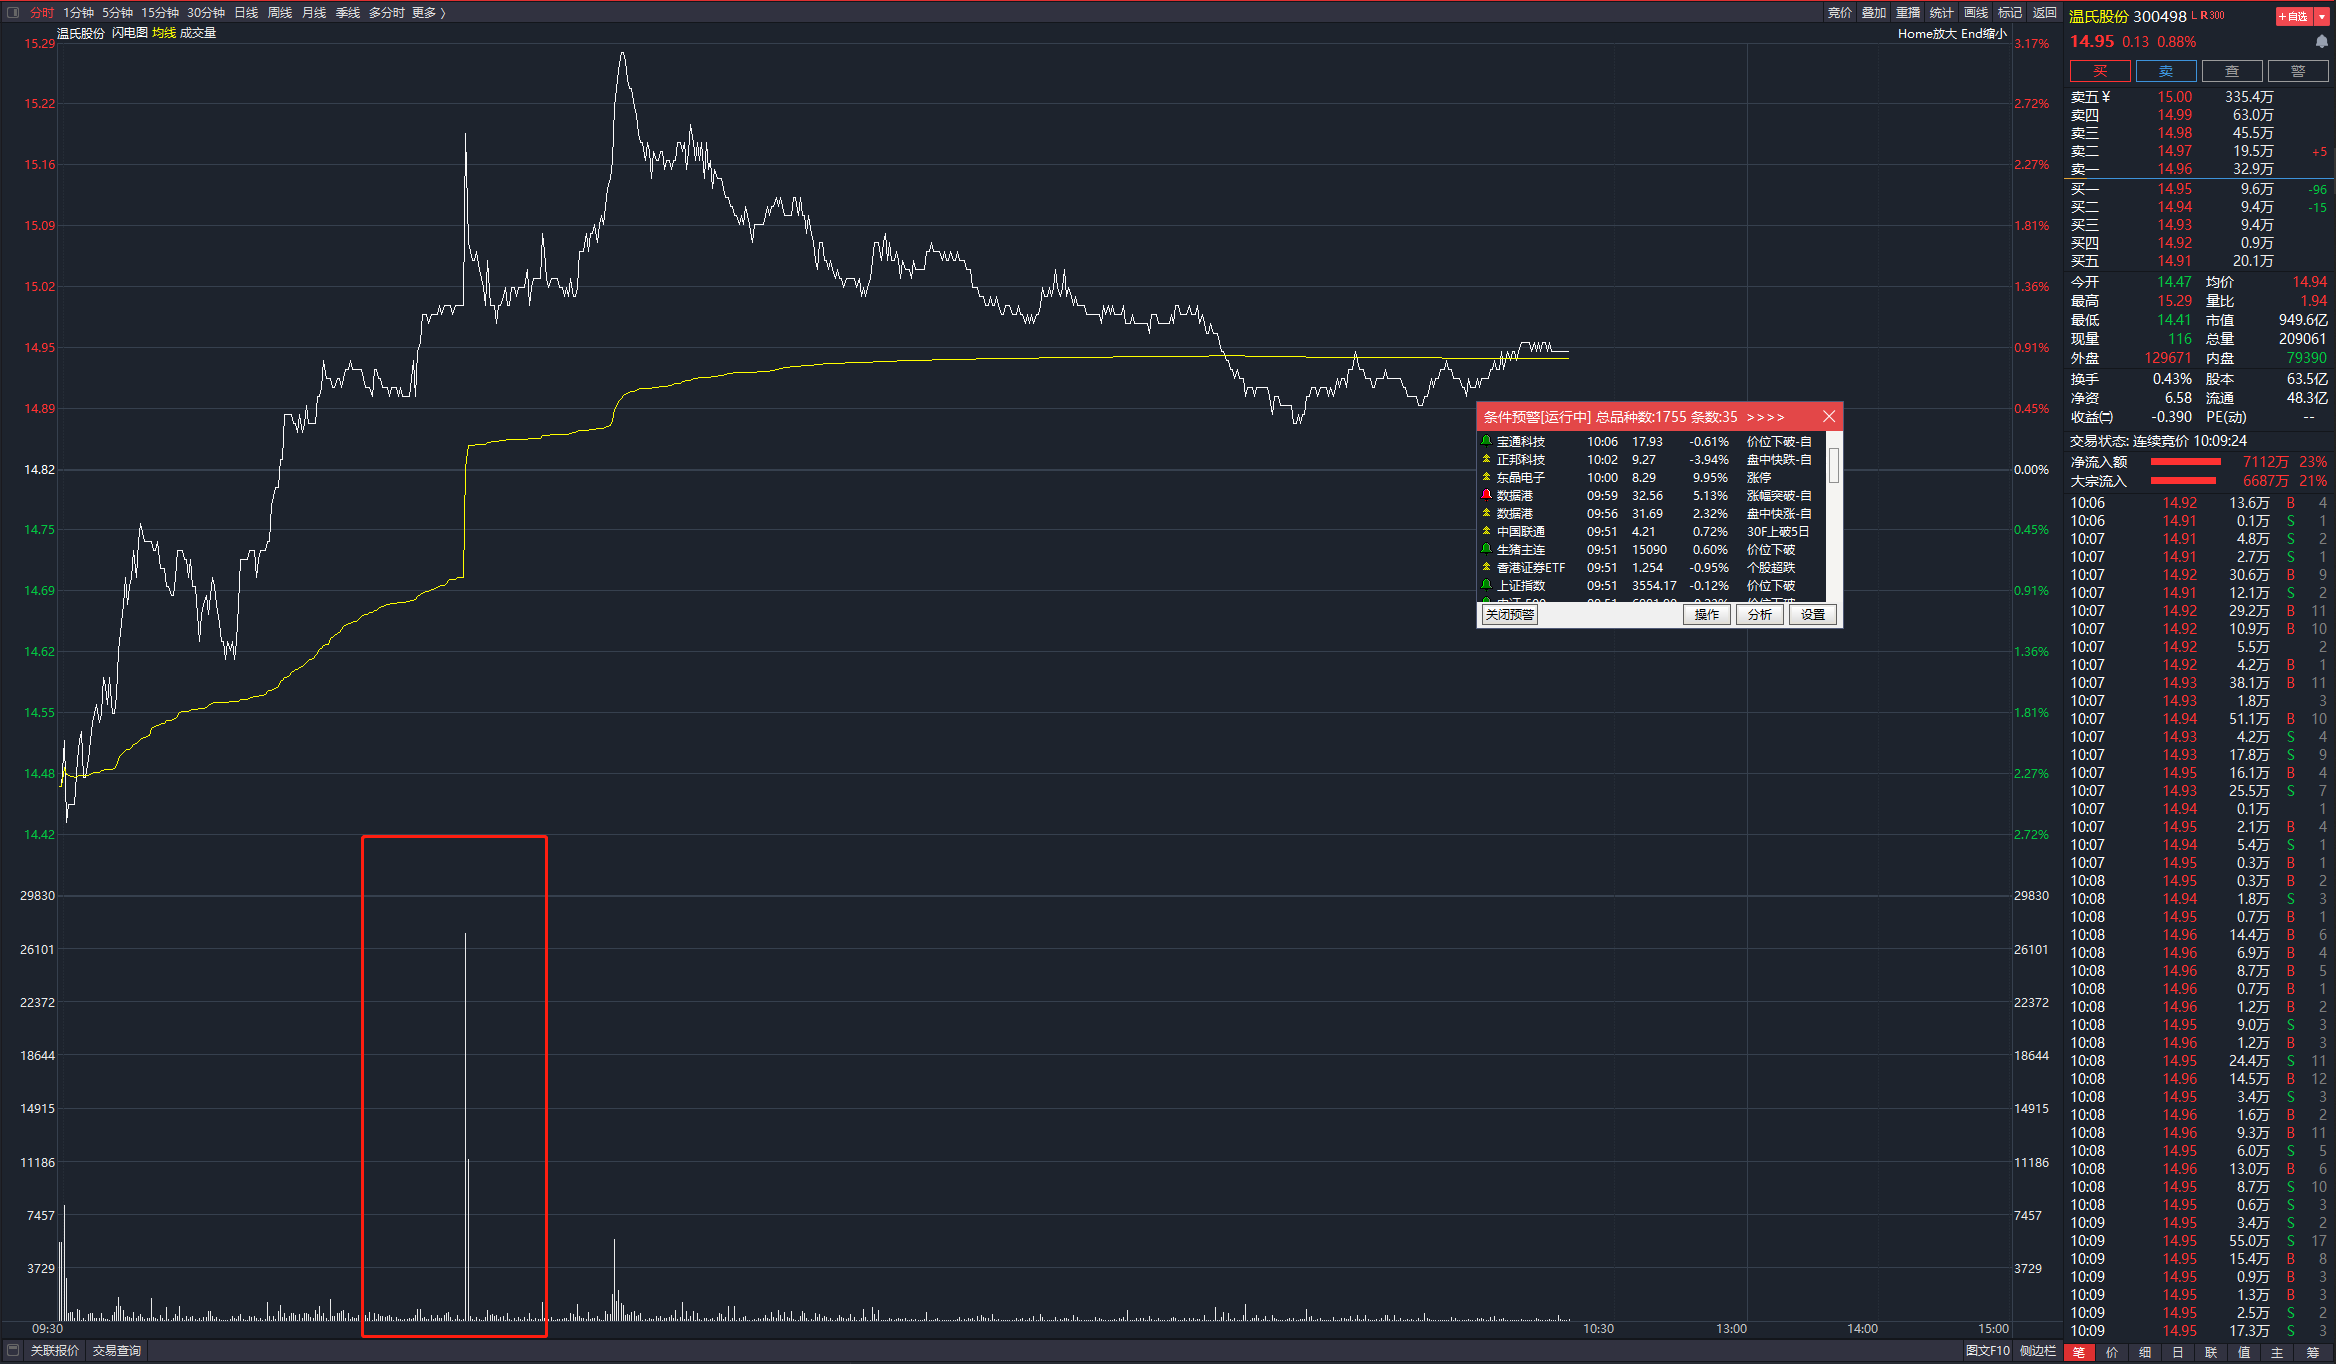 分时 1分钟 5分钟 15分钟 30分钟 日线 周线 月线 季线 多分时 更多 〉
竞价 叠加 重播 统计 画线 标记 返回
温氏股份 闪电图 均线 成交量
Home放大 End缩小
15.29
15.22
15.16
15.09
15.02
14.95
14.89
14.82
14.75
14.69
14.62
14.55
14.48
14.42
29830
26101
22372
18644
14915
11186
7457
3729
3.17%
2.72%
2.27%
1.81%
1.36%
0.91%
0.45%
0.00%
0.45%
0.91%
1.36%
1.81%
2.27%
2.72%
29830
26101
22372
18644
14915
11186
7457
3729
09:30 10:30 13:00 14:00 15:00
条件预警[运行中] 总品种数:1755 条数:35 >>>>
宝通科技 10:06 17.93 -0.61% 价位下破-自
正邦科技 10:02 9.27 -3.94% 盘中快跌-自
东晶电子 10:00 8.29 9.95% 涨停
数据港 09:59 32.56 5.13% 涨幅突破-自
数据港 09:56 31.69 2.32% 盘中快涨-自
中国联通 09:51 4.21 0.72% 30F上破5日
生猪主连 09:51 15090 0.60% 价位下破
香港证券ETF 09:51 1.254 -0.95% 个股超跌
上证指数 09:51 3554.17 -0.12% 价位下破
关闭预警 操作 分析 设置
温氏股份 300498 L R 300
+自选
14.95 0.13 0.88%
买 卖 查 警
卖五¥ 15.00 335.4万
卖四 14.99 63.0万
卖三 14.98 45.5万
卖二 14.97 19.5万 +5
卖一 14.96 32.9万
买一 14.95 9.6万 -96
买二 14.94 9.4万 -15
买三 14.93 9.4万
买四 14.92 0.9万
买五 14.91 20.1万
今开 14.47 均价 14.94
最高 15.29 量比 1.94
最低 14.41 市值 949.6亿
现量 116 总量 209061
外盘 129671 内盘 79390
换手 0.43% 股本 63.5亿
净资 6.58 流通 48.3亿
收益㈡ -0.390 PE(动) --
交易状态: 连续竞价 10:09:24
净流入额 7112万 23%
大宗流入 6687万 21%
10:06 14.92 13.6万 B 4
10:06 14.91 0.1万 S 1
10:07 14.91 4.8万 S 2
10:07 14.91 2.7万 S 1
10:07 14.92 30.6万 B 9
10:07 14.91 12.1万 S 2
10:07 14.92 29.2万 B 11
10:07 14.92 10.9万 B 10
10:07 14.92 5.5万 2
10:07 14.92 4.2万 B 1
10:07 14.93 38.1万 B 11
10:07 14.93 1.8万 3
10:07 14.94 51.1万 B 10
10:07 14.93 4.2万 S 4
10:07 14.93 17.8万 S 9
10:07 14.95 16.1万 B 4
10:07 14.93 25.5万 S 7
10:07 14.94 0.1万 1
10:07 14.95 2.1万 B 4
10:07 14.94 5.4万 S 1
10:07 14.95 0.3万 B 1
10:08 14.95 0.3万 B 2
10:08 14.94 1.8万 S 3
10:08 14.95 0.7万 B 1
10:08 14.96 14.4万 B 6
10:08 14.96 6.9万 B 4
10:08 14.96 8.7万 B 5
10:08 14.96 0.7万 B 1
10:08 14.96 1.2万 B 2
10:08 14.95 9.0万 S 3
10:08 14.96 1.2万 B 3
10:08 14.95 24.4万 S 11
10:08 14.96 14.5万 B 12
10:08 14.95 3.4万 S 3
10:08 14.96 1.6万 B 2
10:08 14.96 9.3万 B 11
10:08 14.95 6.0万 S 5
10:08 14.96 13.0万 B 6
10:08 14.95 8.7万 S 10
10:08 14.95 0.6万 S 3
10:09 14.95 3.4万 S 2
10:09 14.95 55.0万 S 17
10:09 14.95 15.4万 B 8
10:09 14.95 0.9万 B 3
10:09 14.95 1.3万 B 3
10:09 14.95 2.5万 S 2
10:09 14.95 17.3万 S 3
关联报价 交易查询
图文F10 侧边栏
笔 价 细 日 联 值 主 筹